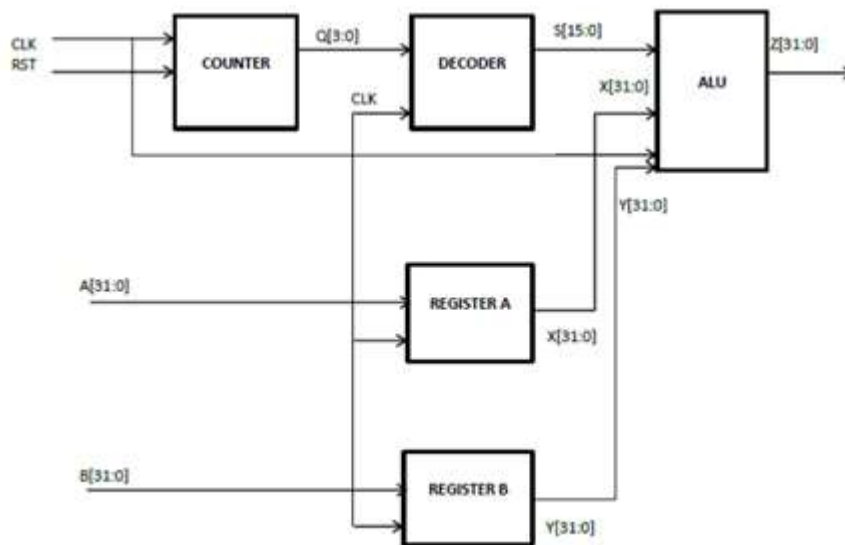 CLK
RST
COUNTER
Q[3:0]
CLK
DECODER
S[15:0]
X[31:0]
ALU
Z[31:0]
Y[31:0]
A[31:0]
REGISTER A
X[31:0]
B[31:0]
REGISTER B
Y[31:0]